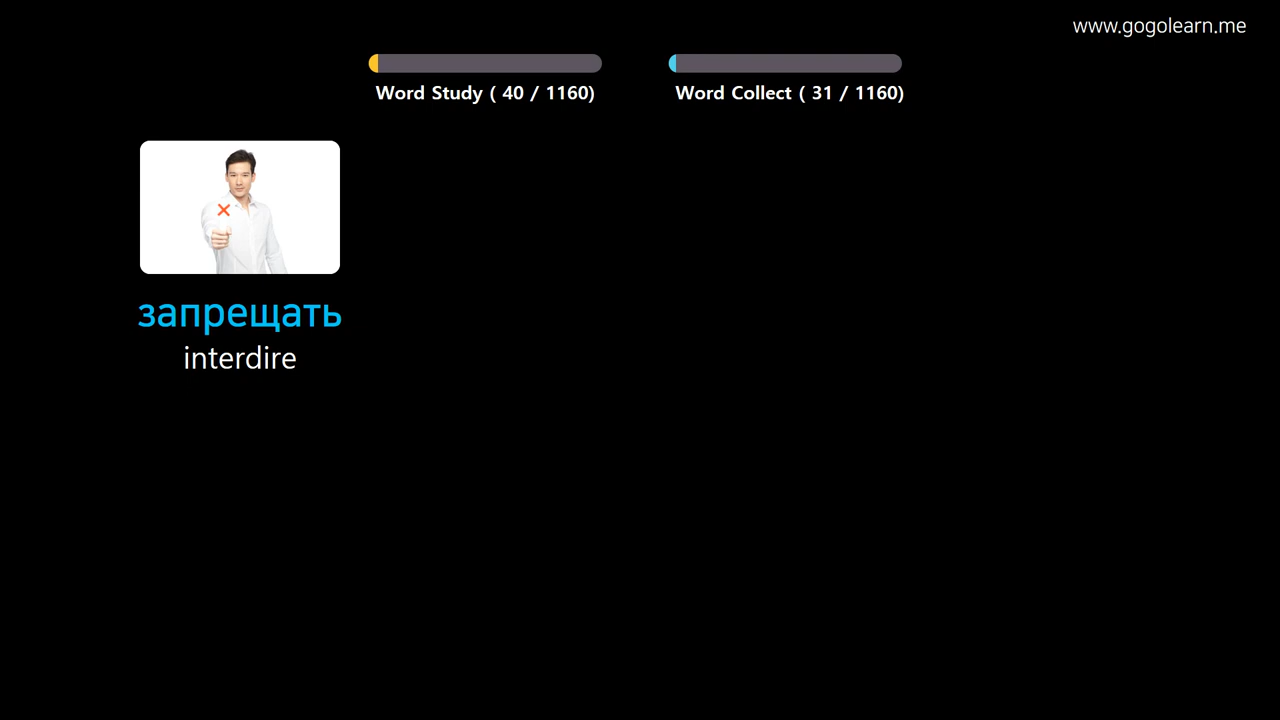 www.gogolearn.me
Word Study ( 40 / 1160)
Word Collect ( 31 / 1160)
запрещать
interdire